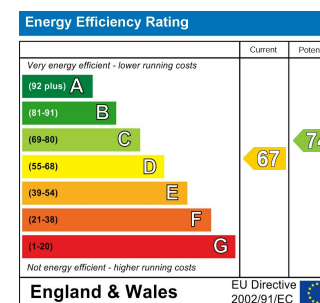 Energy Efficiency Rating
Current
Very energy efficient - lower running costs
(92 plus) A
(81-91) B
(69-80) C
(55-68) D
67
(39-54) E
(21-38) F
(1-20) G
Not energy efficient - higher running costs
England & Wales
EU Directive
2002/91/EC